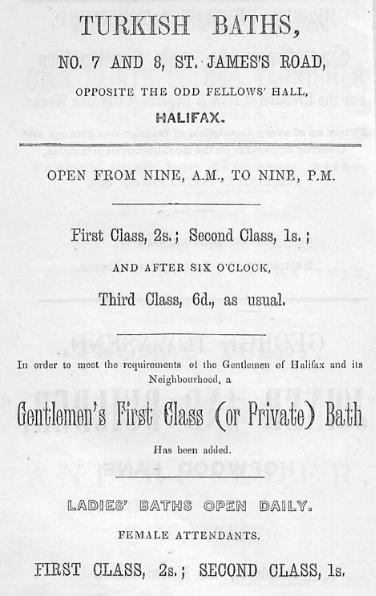 TURKISH BATHS,
NO. 7 AND 8, ST. JAMES'S ROAD,
OPPOSITE THE ODD FELLOWS' HALL,
HALIFAX.
OPEN FROM NINE, A.M., TO NINE, P.M.
First Class, 2s.; Second Class, 1s.;
AND AFTER SIX O'CLOCK,
Third Class, 6d., as usual.
In order to meet the requirements of the Gentlemen of Halifax and its
Neighbourhood, a
Gentlemen's First Class (or Private) Bath
Has been added.
LADIES' BATHS OPEN DAILY.
FEMALE ATTENDANTS.
FIRST CLASS, 2s.; SECOND CLASS, 1s.